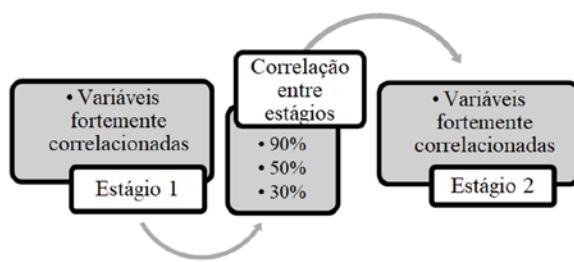 • Variáveis
fortemente
correlacionadas
Estágio 1
Correlação
entre
estágios
• 90%
• 50%
• 30%
• Variáveis
fortemente
correlacionadas
Estágio 2